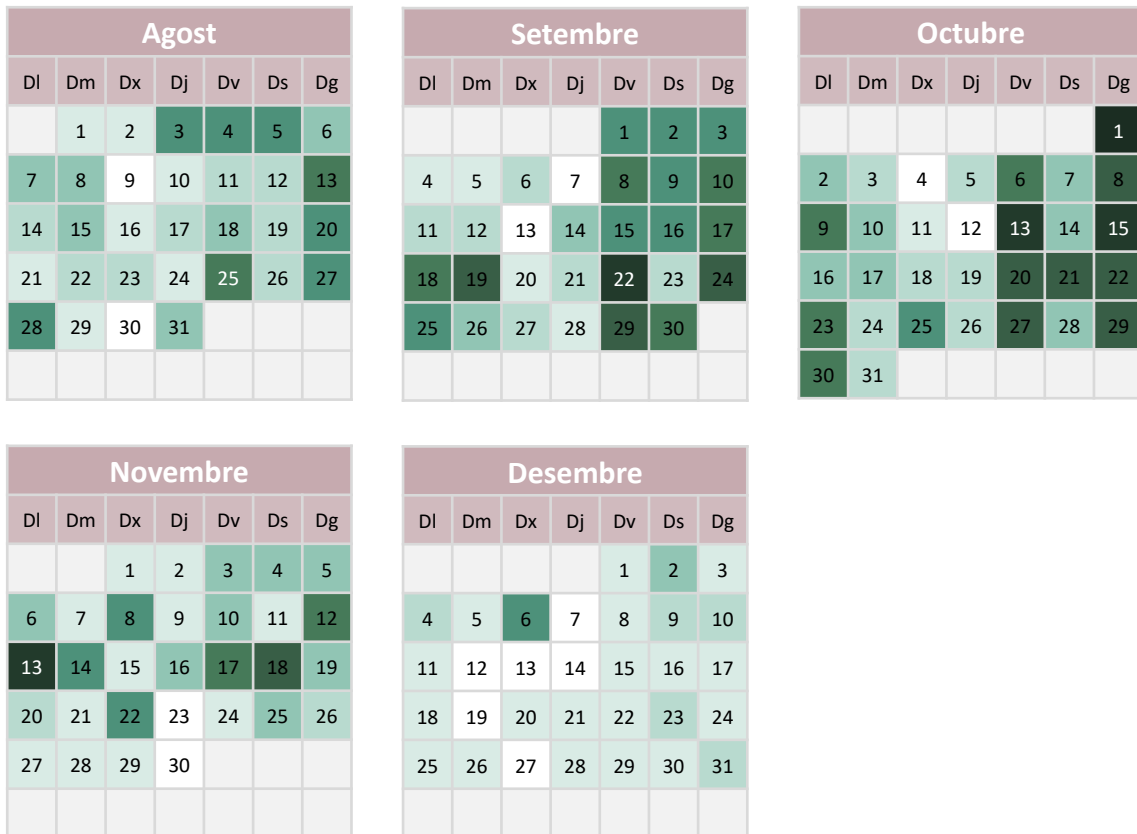 Agost
Dl Dm Dx Dj Dv Ds Dg
1 2 3 4 5 6
7 8 9 10 11 12 13
14 15 16 17 18 19 20
21 22 23 24 25 26 27
28 29 30 31
Setembre
Dl Dm Dx Dj Dv Ds Dg
1 2 3
4 5 6 7 8 9 10
11 12 13 14 15 16 17
18 19 20 21 22 23 24
25 26 27 28 29 30
Octubre
Dl Dm Dx Dj Dv Ds Dg
1
2 3 4 5 6 7 8
9 10 11 12 13 14 15
16 17 18 19 20 21 22
23 24 25 26 27 28 29
30 31
Novembre
Dl Dm Dx Dj Dv Ds Dg
1 2 3 4 5
6 7 8 9 10 11 12
13 14 15 16 17 18 19
20 21 22 23 24 25 26
27 28 29 30
Desembre
Dl Dm Dx Dj Dv Ds Dg
1 2 3
4 5 6 7 8 9 10
11 12 13 14 15 16 17
18 19 20 21 22 23 24
25 26 27 28 29 30 31